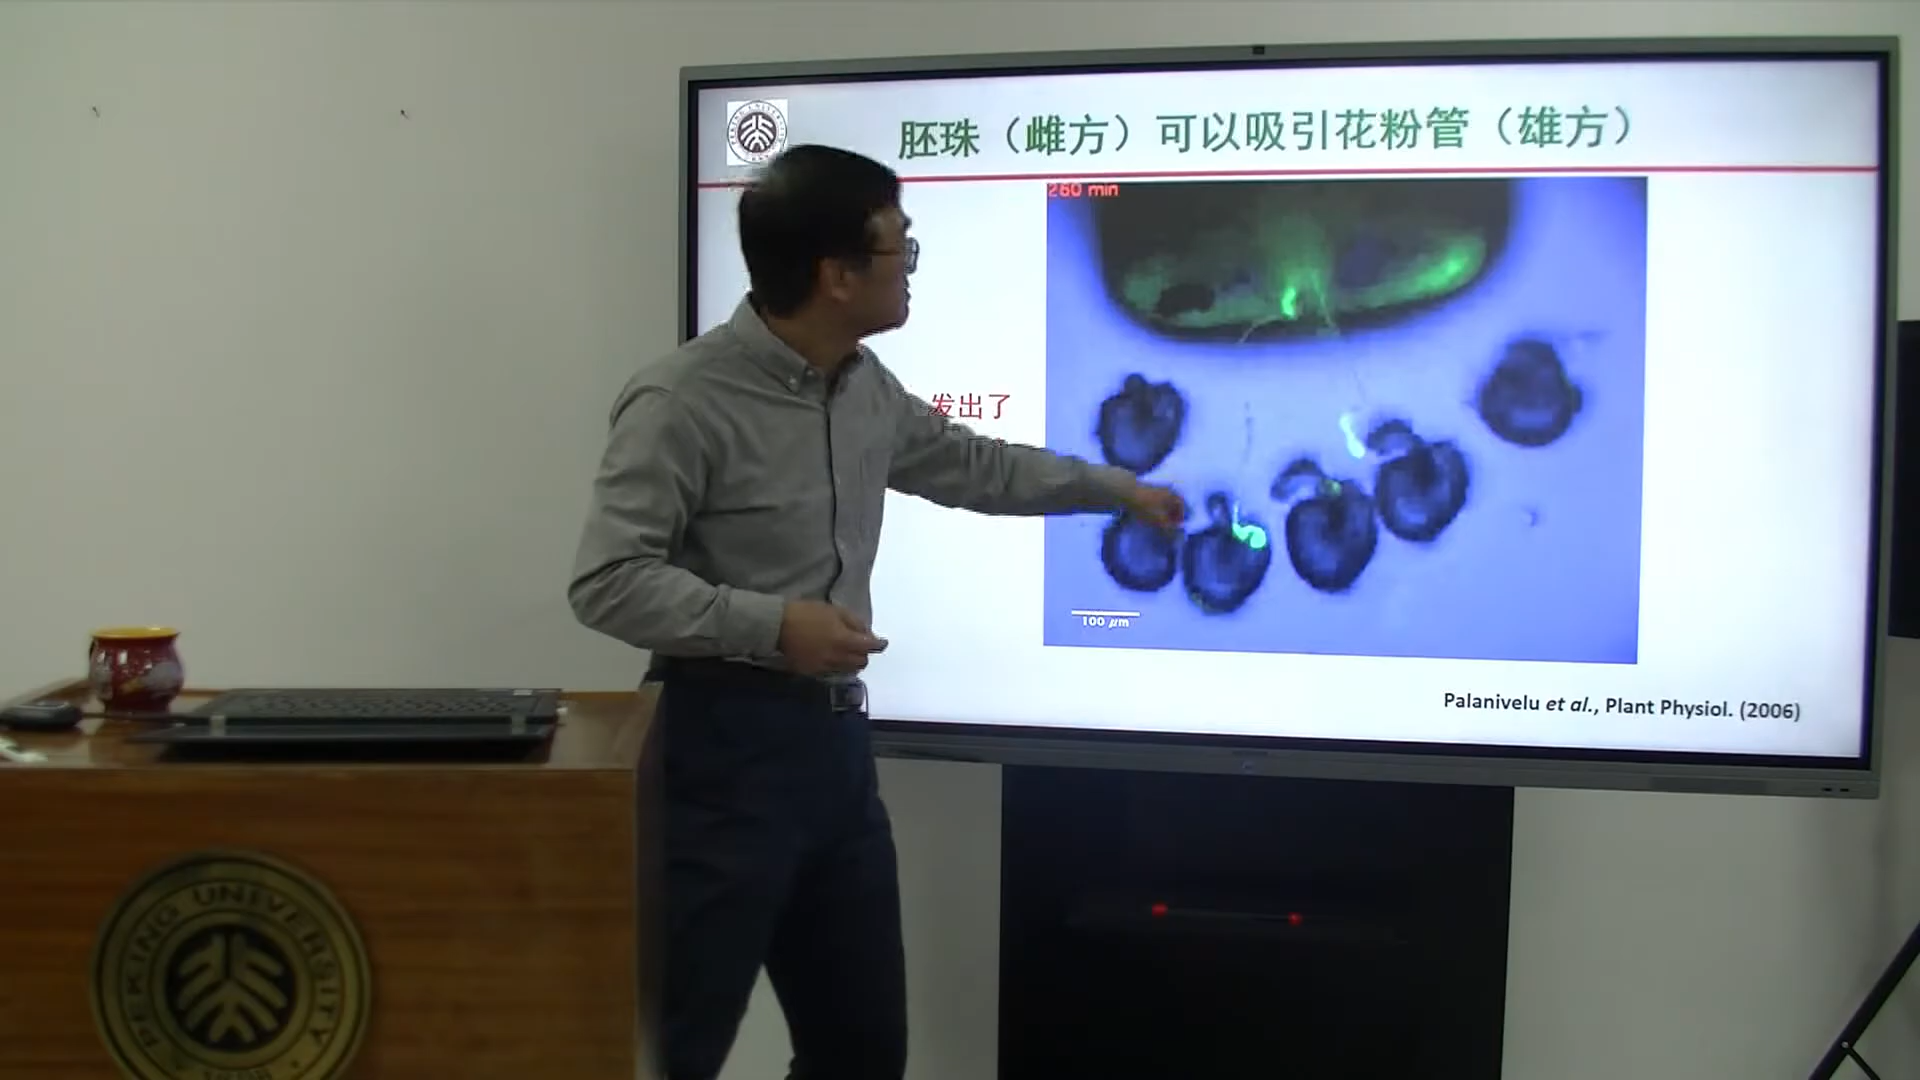 胚珠（雌方）可以吸引花粉管（雄方）
260 min
发出了
100 µm
Palanivelu et al., Plant Physiol. (2006)
PEKING UNIVERSITY
1898